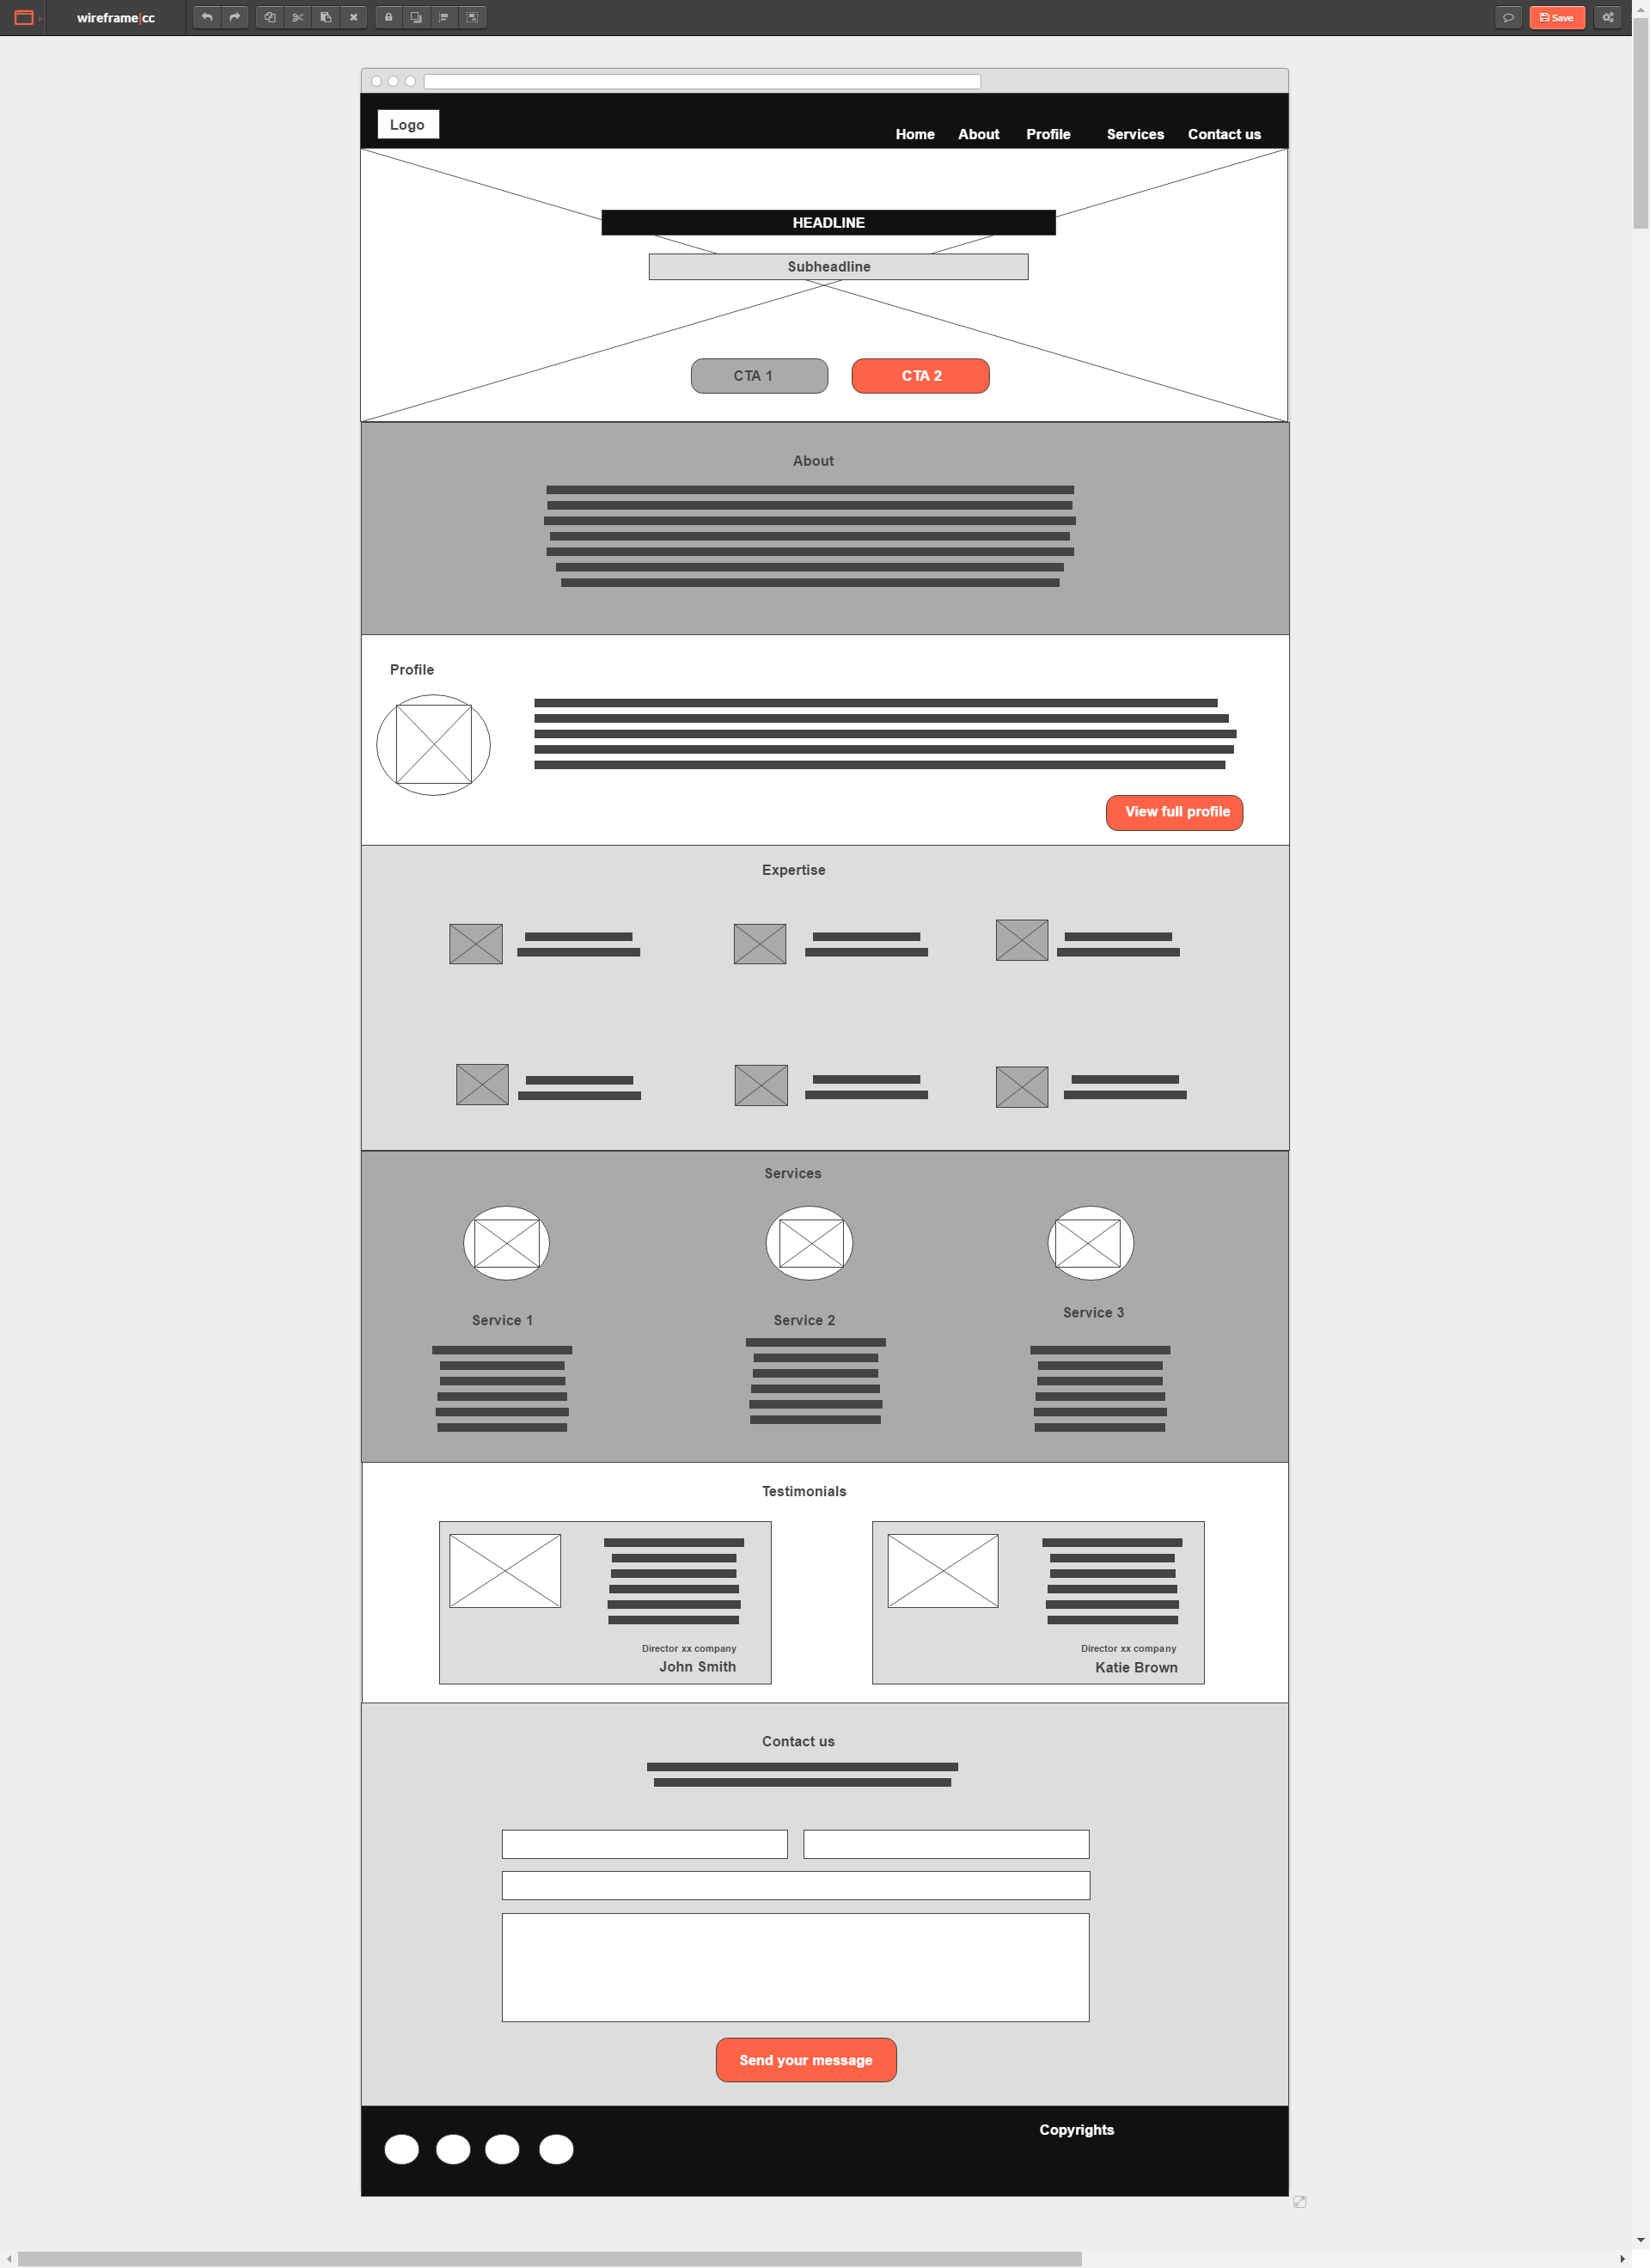 wireframe|cc
Save
Logo
Home About Profile Services Contact us
HEADLINE
Subheadline
CTA 1 CTA 2
About
Profile
View full profile
Expertise
Services
Service 1 Service 2 Service 3
Testimonials
Director xx company
John Smith
Director xx company
Katie Brown
Contact us
Send your message
Copyrights